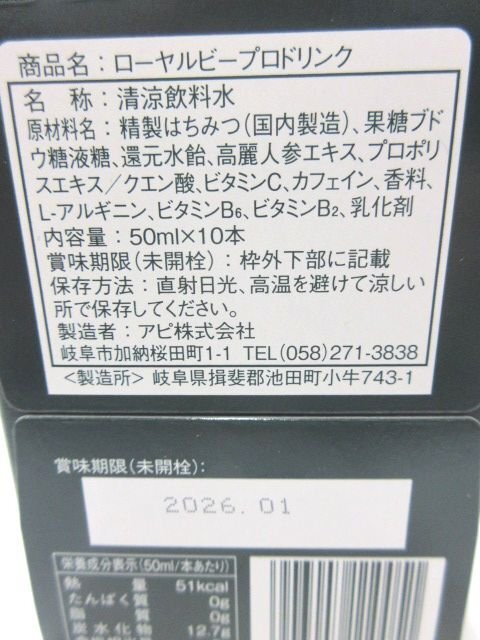 商品名：ローヤルビープロドリンク
名　称：清涼飲料水
原材料名：精製はちみつ（国内製造）、果糖ブド
ウ糖液糖、還元水飴、高麗人参エキス、プロポリ
スエキス／クエン酸、ビタミンC、カフェイン、香料、
L-アルギニン、ビタミンB₆、ビタミンB₂、乳化剤
内容量：50ml×10本
賞味期限（未開栓）：枠外下部に記載
保存方法：直射日光、高温を避けて涼しい
所で保存してください。
製造者：アピ株式会社
岐阜市加納桜田町1-1 TEL(058)271-3838
＜製造所＞ 岐阜県揖斐郡池田町小牛743-1
賞味期限（未開栓）：
2026.01
栄養成分表示（50ml/本あたり）
熱量 51kcal
たんぱく質 0g
脂質 0g
炭水化物 12.7g